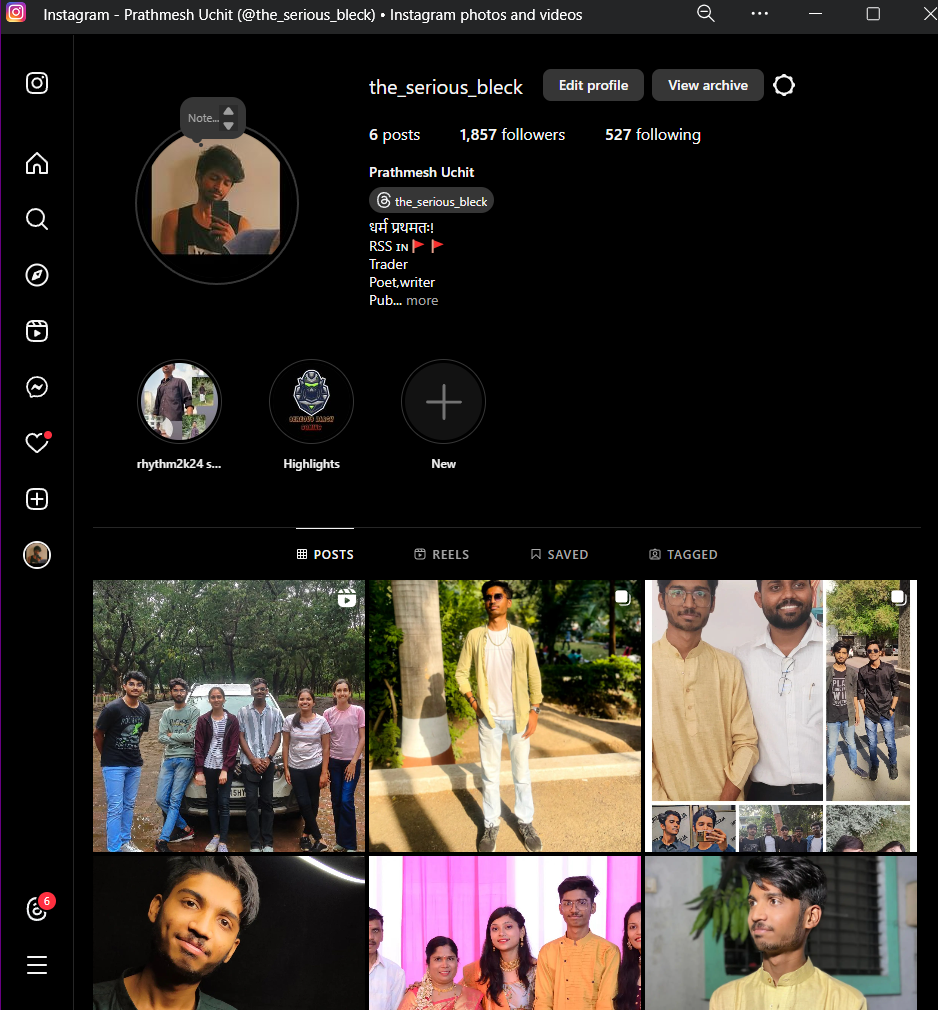 Instagram - Prathmesh Uchit (@the_serious_bleck) • Instagram photos and videos
the_serious_bleck
Edit profile
View archive
Note...
6 posts
1,857 followers
527 following
Prathmesh Uchit
the_serious_bleck
धर्म प्रथमतः!
RSS ɪɴ🚩 🚩
Trader
Poet,writer
Pub... more
rhythm2k24 s...
Highlights
New
POSTS
REELS
SAVED
TAGGED
6